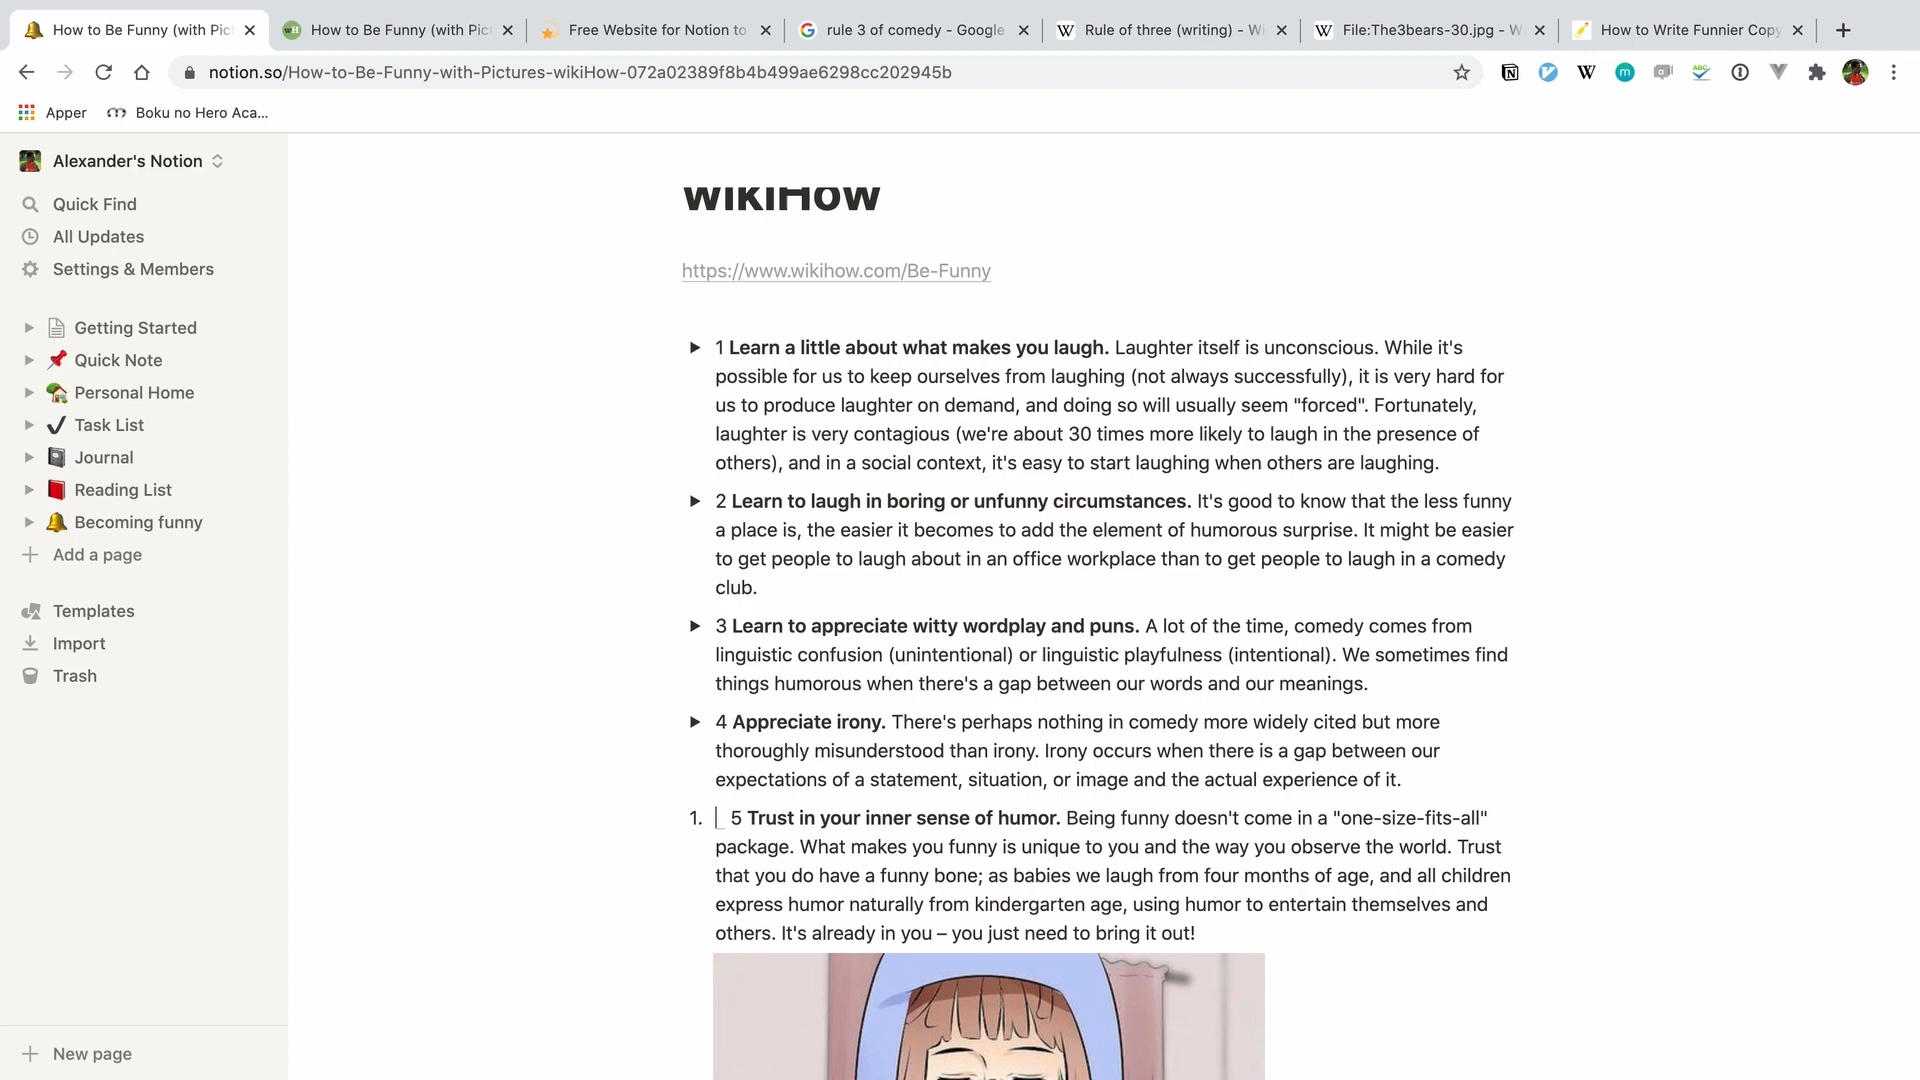 How to Be Funny (with Pic
How to Be Funny (with Pic
Free Website for Notion to
rule 3 of comedy - Google
Rule of three (writing) - Wi
File:The3bears-30.jpg - W
How to Write Funnier Copy
notion.so/How-to-Be-Funny-with-Pictures-wikiHow-072a02389f8b4b499ae6298cc202945b
Apper
Boku no Hero Aca...
Alexander's Notion
Quick Find
All Updates
Settings & Members
Getting Started
Quick Note
Personal Home
Task List
Journal
Reading List
Becoming funny
Add a page
Templates
Import
Trash
New page
wikiHow
https://www.wikihow.com/Be-Funny
1 Learn a little about what makes you laugh. Laughter itself is unconscious. While it's
possible for us to keep ourselves from laughing (not always successfully), it is very hard for
us to produce laughter on demand, and doing so will usually seem "forced". Fortunately,
laughter is very contagious (we're about 30 times more likely to laugh in the presence of
others), and in a social context, it's easy to start laughing when others are laughing.
2 Learn to laugh in boring or unfunny circumstances. It's good to know that the less funny
a place is, the easier it becomes to add the element of humorous surprise. It might be easier
to get people to laugh about in an office workplace than to get people to laugh in a comedy
club.
3 Learn to appreciate witty wordplay and puns. A lot of the time, comedy comes from
linguistic confusion (unintentional) or linguistic playfulness (intentional). We sometimes find
things humorous when there's a gap between our words and our meanings.
4 Appreciate irony. There's perhaps nothing in comedy more widely cited but more
thoroughly misunderstood than irony. Irony occurs when there is a gap between our
expectations of a statement, situation, or image and the actual experience of it.
1. _ 5 Trust in your inner sense of humor. Being funny doesn't come in a "one-size-fits-all"
package. What makes you funny is unique to you and the way you observe the world. Trust
that you do have a funny bone; as babies we laugh from four months of age, and all children
express humor naturally from kindergarten age, using humor to entertain themselves and
others. It's already in you – you just need to bring it out!